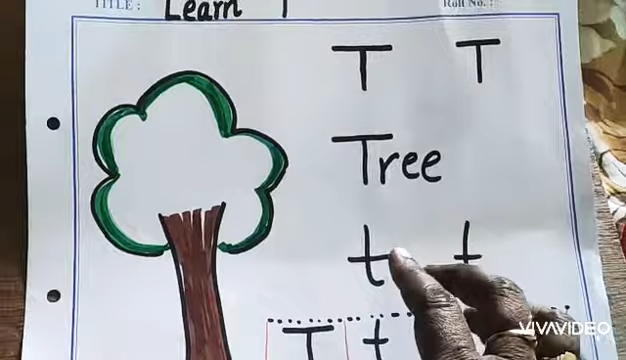 TITLE :
Roll No. :
Learn T
T T
Tree
t t
T t
VIVAVIDEO